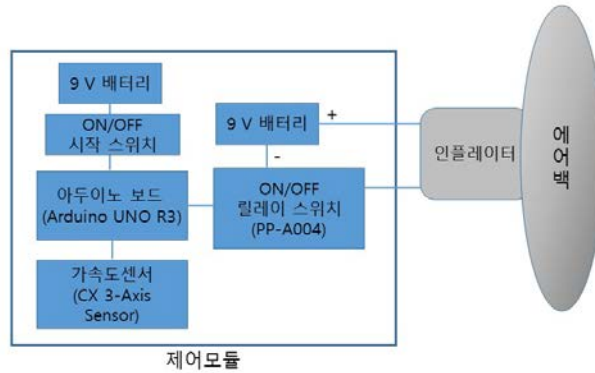 9 V 배터리
ON/OFF
시작 스위치
아두이노 보드
(Arduino UNO R3)
가속도센서
(CX 3-Axis
Sensor)
9 V 배터리
+
-
ON/OFF
릴레이 스위치
(PP-A004)
인플레이터
에
어
백
제어모듈